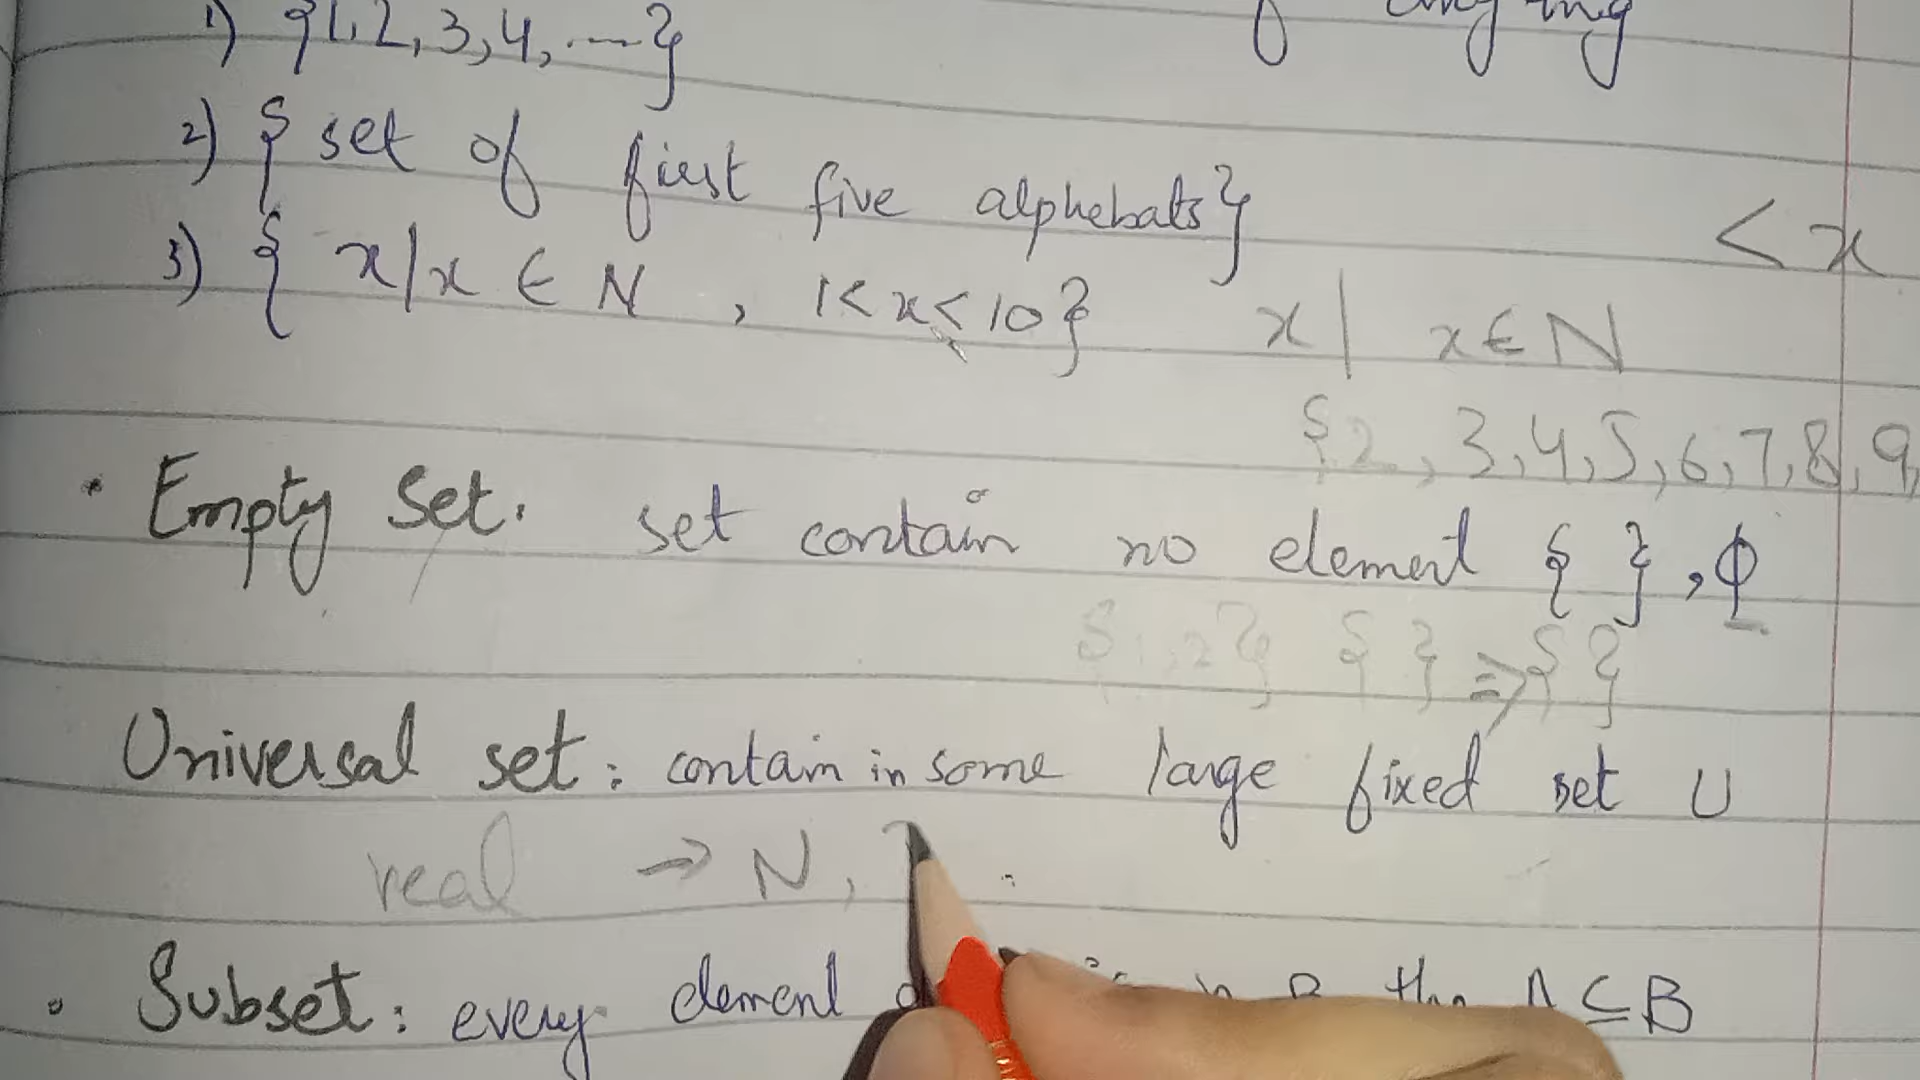 1) {1, 2, 3, 4, ....}
2) { set of first five alphebats}
< x
3) { x/x ∈ N , 1< x < 10}
x | x ∈ N
{2, 3, 4, 5, 6, 7, 8, 9,
• Empty Set: set contain no element { }, Φ
{1, 2} { } => { }
Universal set: contain in some large fixed set U
real → N,
• Subset: every element A ⊆ B